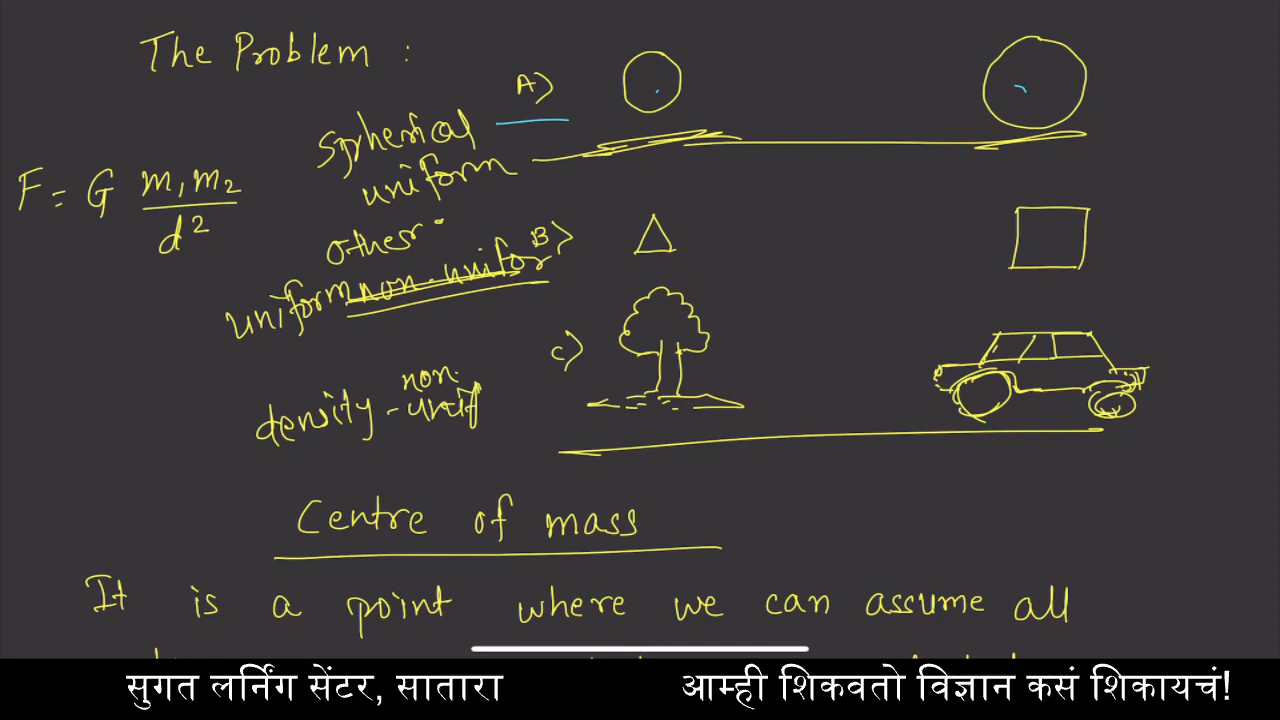 The Problem :
A)
spherical
uniform
F = G m₁m₂ / d²
other
B)
uniform non-unifor
C)
density - non-unif
Centre of mass
It is a point where we can assume all
सुगत लर्निंग सेंटर, सातारा
आम्ही शिकवतो विज्ञान कसं शिकायचं!